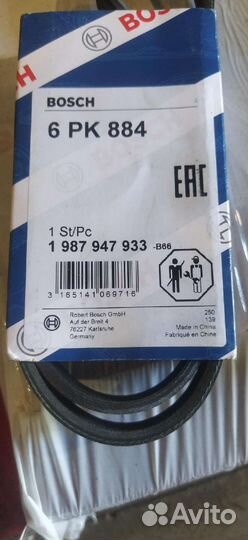 BOSCH
6 PK 884
EAC
1 St/Pc
1 987 947 933 -B66
3 165141 069716
Robert Bosch GmbH
Auf der Breit 4
76227 Karlsruhe
Germany
250
139
Made in China
Fabriqué en Chine
Avito